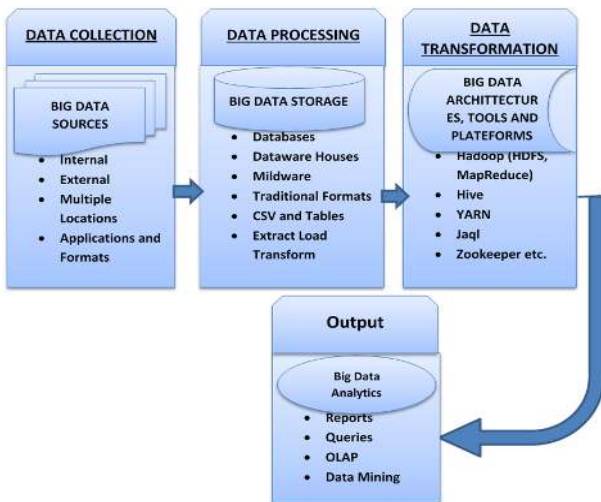 DATA COLLECTION
BIG DATA
SOURCES
• Internal
• External
• Multiple
Locations
• Applications and
Formats
DATA PROCESSING
BIG DATA STORAGE
• Databases
• Dataware Houses
• Mildware
• Traditional Formats
• CSV and Tables
• Extract Load
Transform
DATA
TRANSFORMATION
BIG DATA
ARCHITTECTUR
ES, TOOLS AND
PLATEFORMS
• Hadoop (HDFS,
MapReduce)
• Hive
• YARN
• Jaql
• Zookeeper etc.
Output
Big Data
Analytics
• Reports
• Queries
• OLAP
• Data Mining